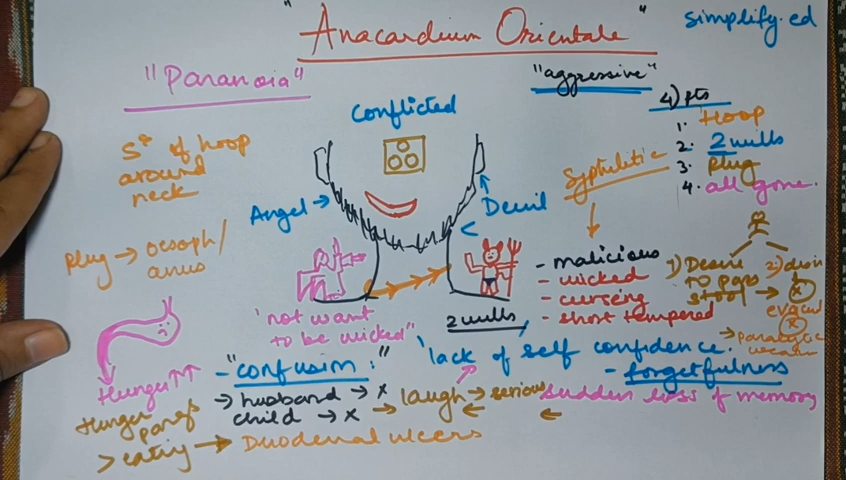 " Anacardium Orientale "
simplify.ed
"Paranoia"
"aggressive"
Conflicted
4) pts
1. Hoop
2. 2 wills
3. Plug
4. all gone.
Sⁿ of hoop
around
neck
Angel →
Devil
Syphilitic
plug → oesoph/
anus
- malicious
- wicked
- cursing
- short tempered
1) Desire
to pass
stool →
2)
"not want
to be wicked"
2 wills
→ paralytic
Hunger ↑↑
- "confusion:"
"lack of self confidence.
- forgetfulness
→ husband → x
child → x
→ laugh → serious
sudden loss of memory
Hunger
pangs
> eating → Duodenal ulcers